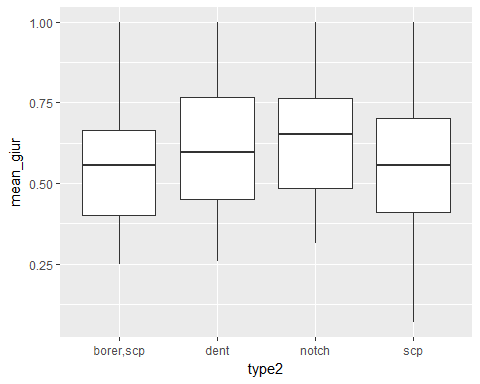 1.00
0.75
0.50
0.25
mean_giur
borer,scp dent notch scp
type2